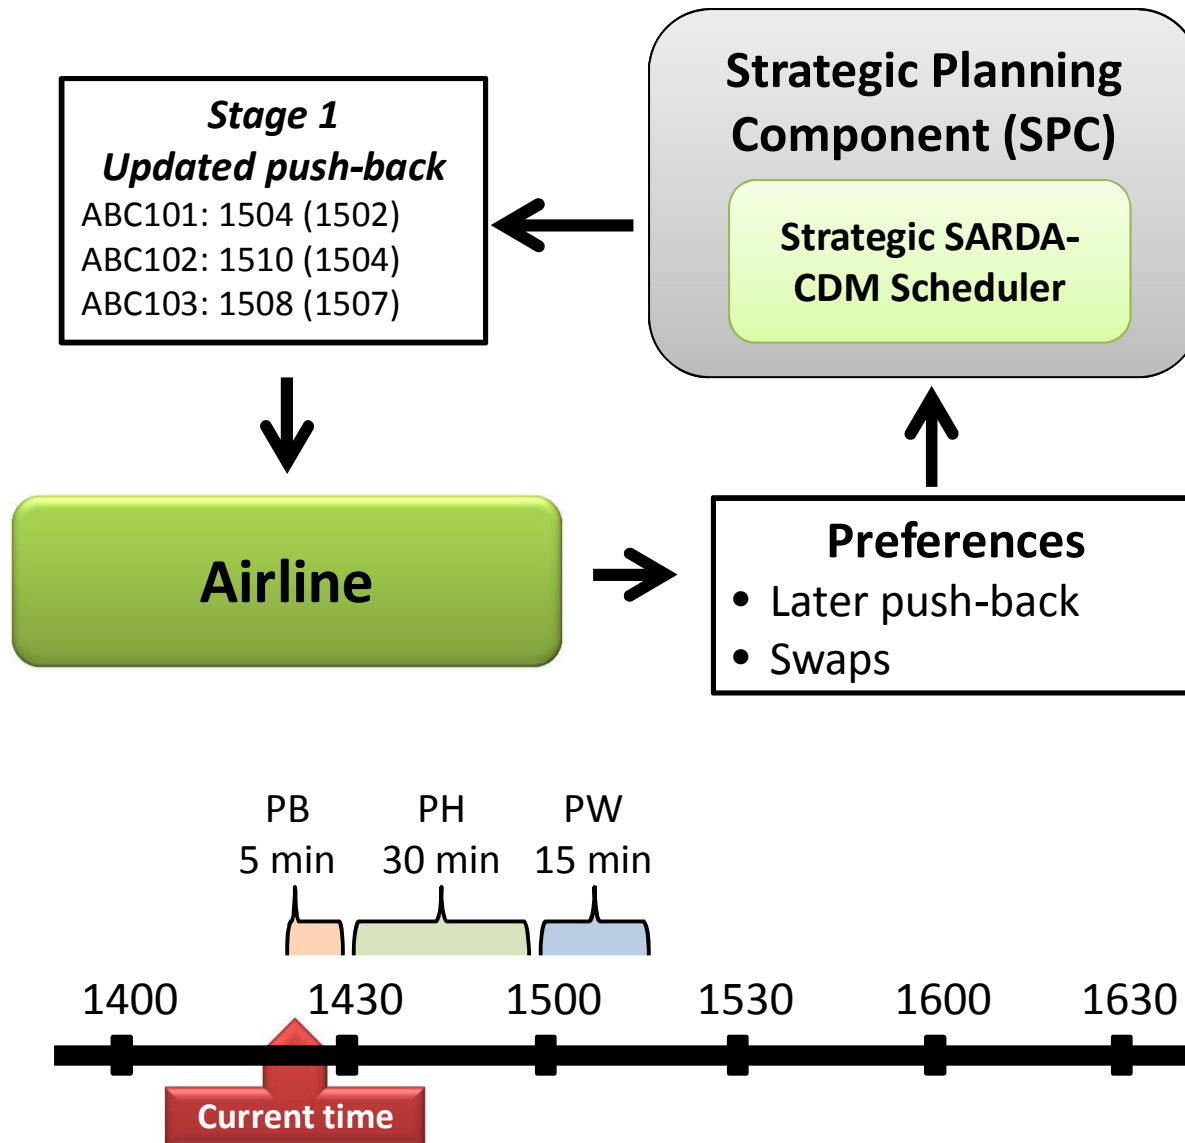 Strategic Planning
Component (SPC)
Strategic SARDA-
CDM Scheduler
Stage 1
Updated push-back
ABC101: 1504 (1502)
ABC102: 1510 (1504)
ABC103: 1508 (1507)
Airline
Preferences
• Later push-back
• Swaps
PB PH PW
5 min 30 min 15 min
1400 1430 1500 1530 1600 1630
Current time